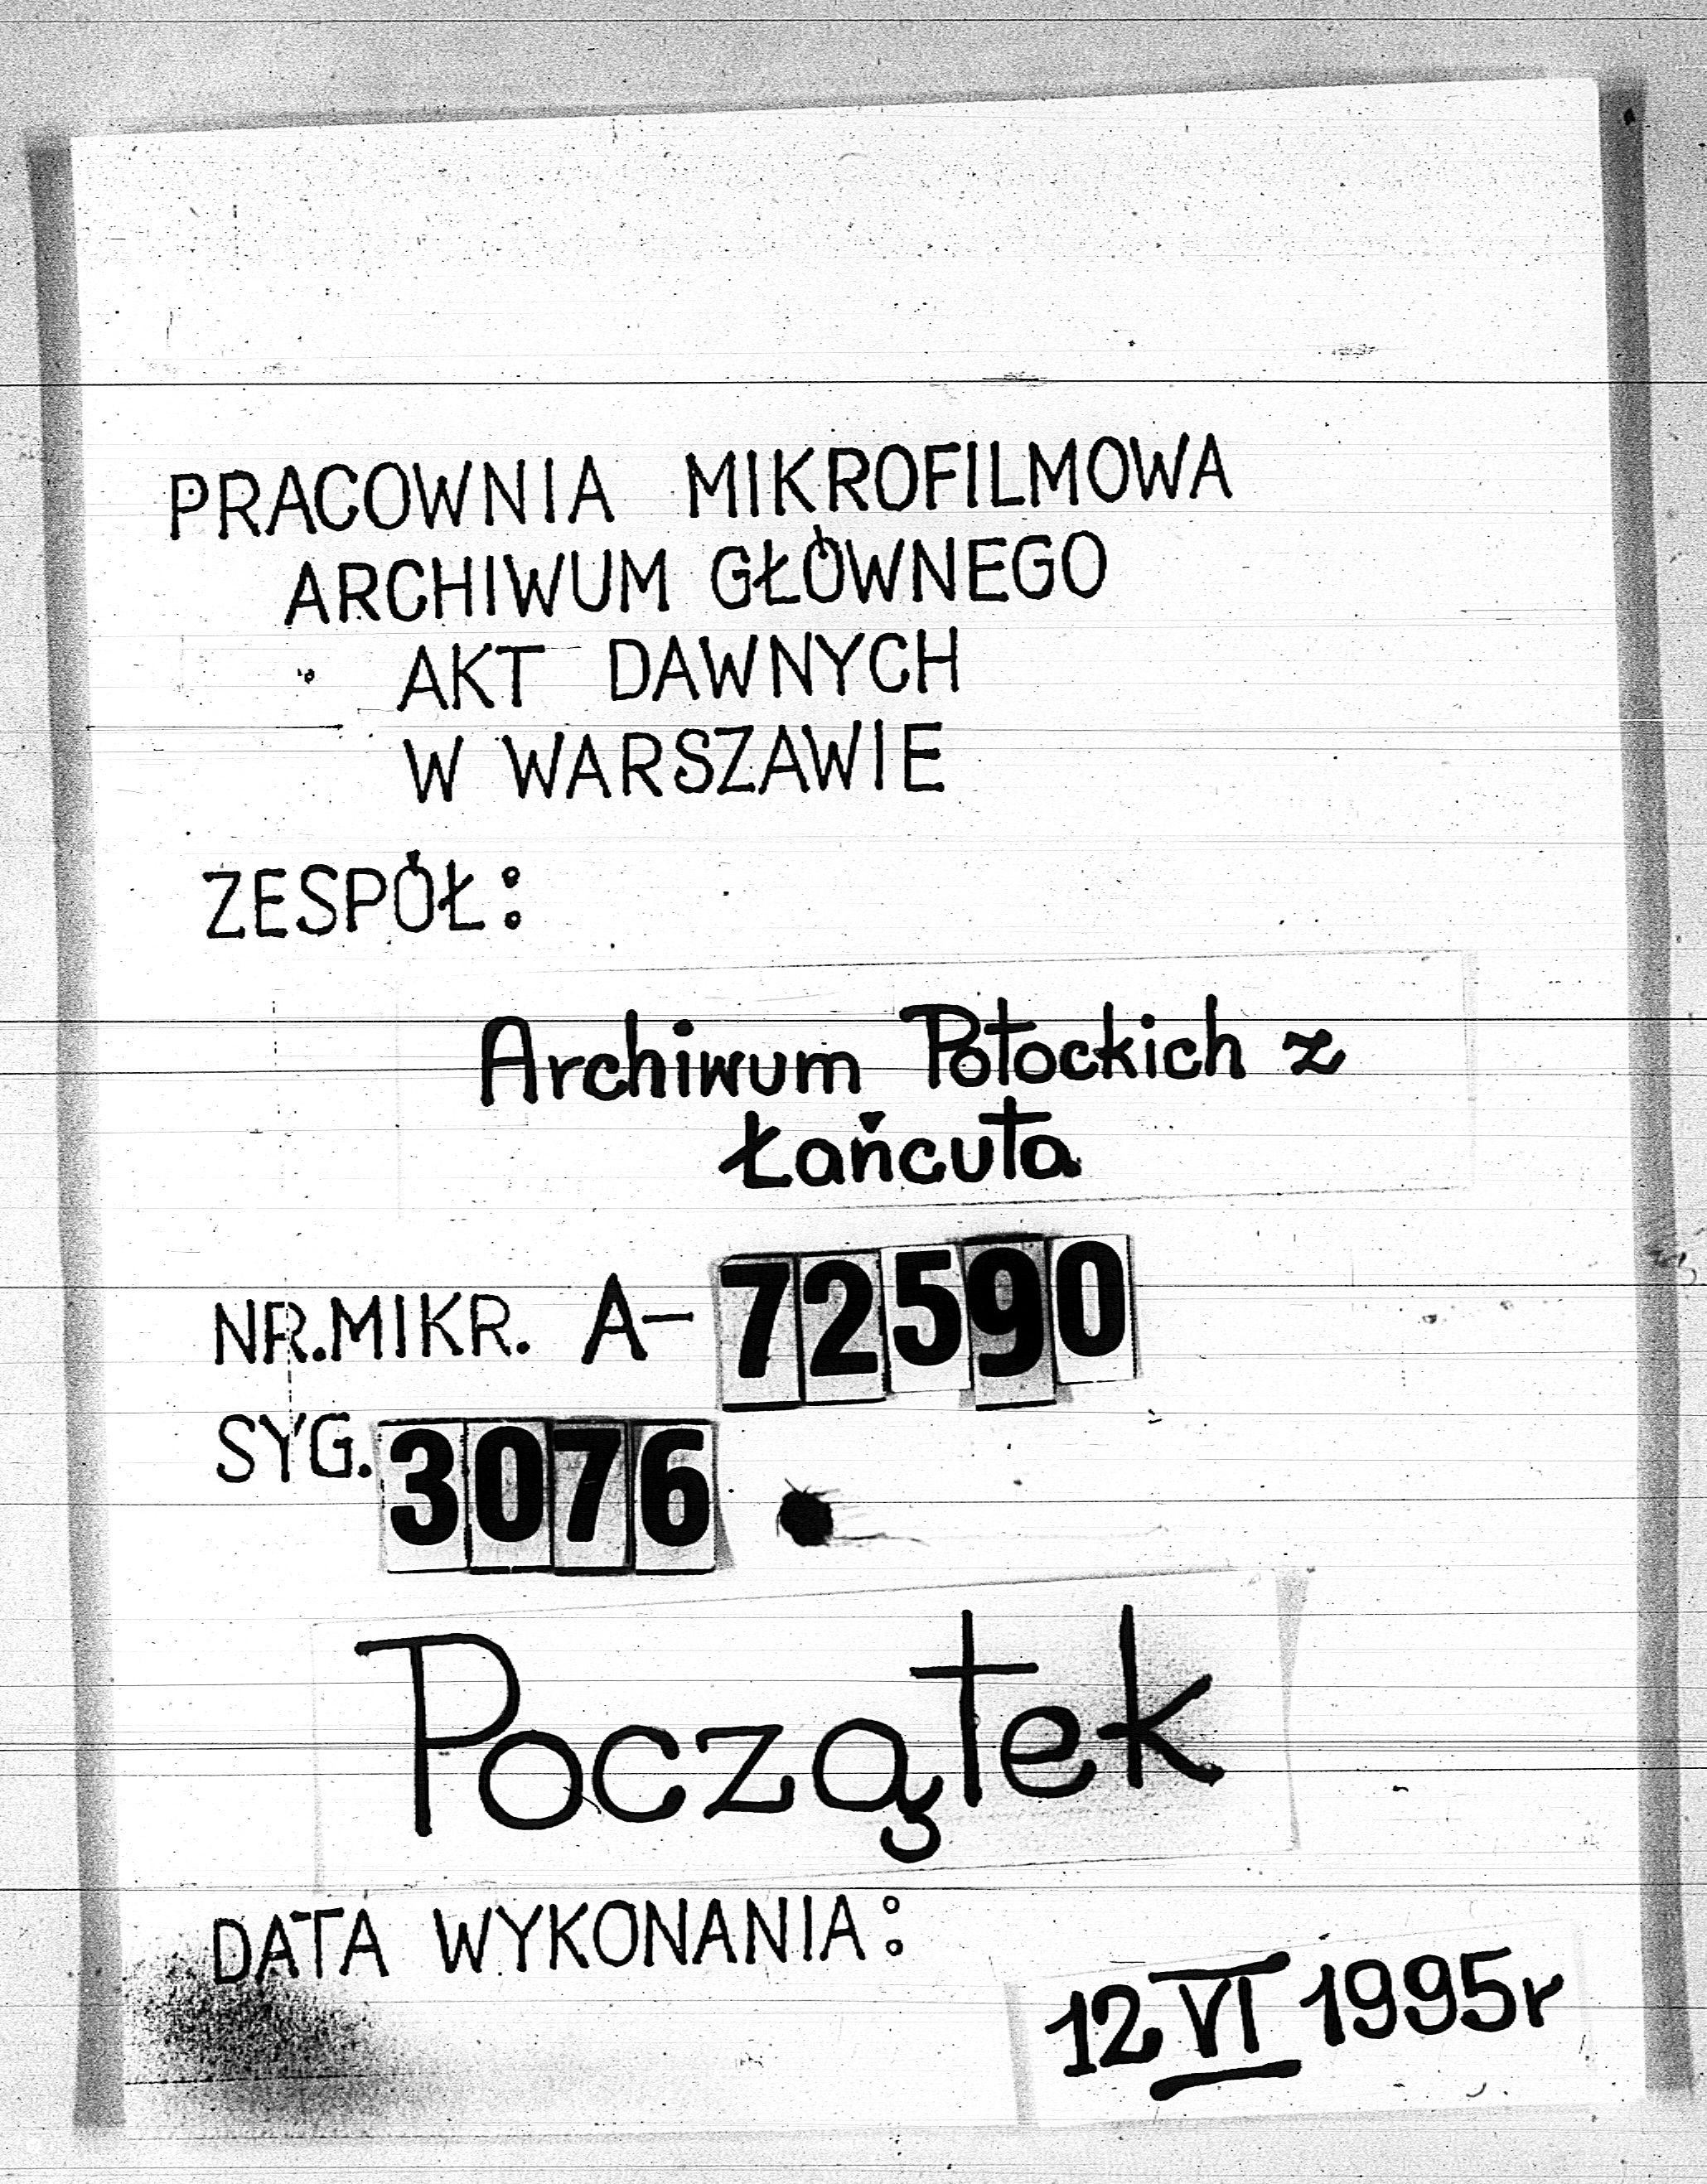 PRACOWNIA MIKROFILMOWA
ARCHIWUM GŁÓWNEGO
AKT DAWNYCH
W WARSZAWIE
ZESPÓŁ:
Archiwum Potockich z
Łańcuta
NR.MIKR. A-72590
SYG. 3076
Początek
DATA WYKONANIA:
12 VI 1995r